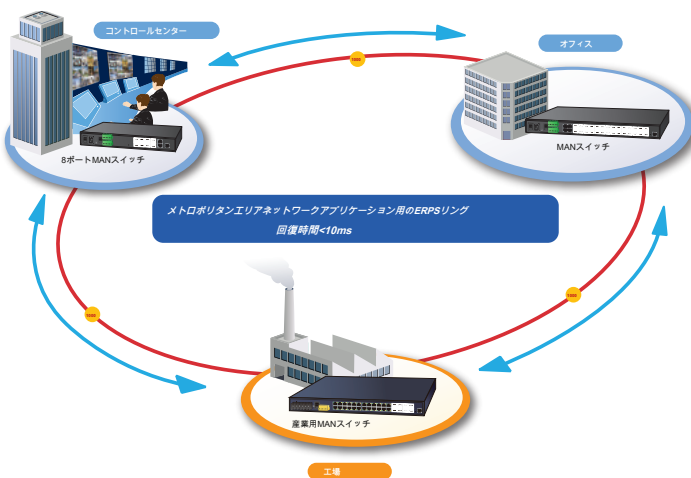 コントロールセンター
オフィス
1000
8ポートMANスイッチ
MANスイッチ
メトロポリタンエリアネットワークアプリケーション用のERPSリング
回復時間<10ms
1000
1000
産業用MANスイッチ
工場